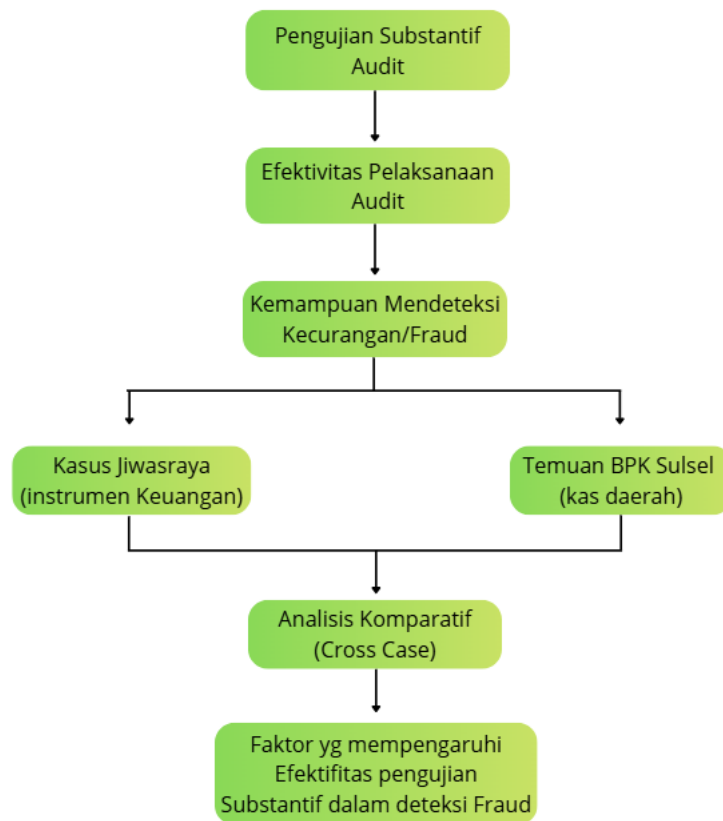 Pengujian Substantif
Audit
Efektivitas Pelaksanaan
Audit
Kemampuan Mendeteksi
Kecurangan/Fraud
Kasus Jiwasraya
(instrumen Keuangan)
Temuan BPK Sulsel
(kas daerah)
Analisis Komparatif
(Cross Case)
Faktor yg mempengaruhi
Efektifitas pengujian
Substantif dalam deteksi Fraud